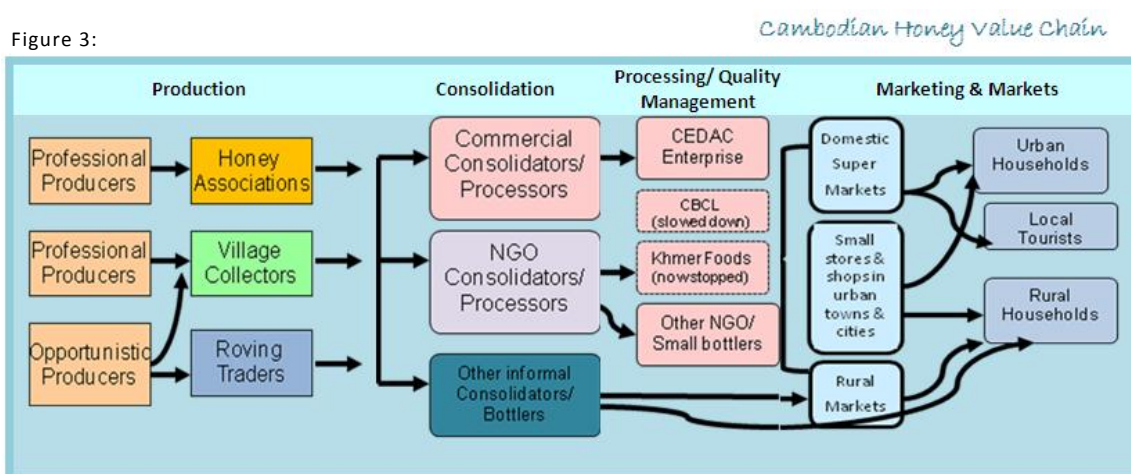 Cambodian Honey Value Chain
Figure 3:
Production
Consolidation
Processing/ Quality
Management
Marketing & Markets
Professional
Producers
Honey
Associations
Professional
Producers
Village
Collectors
Opportunistic
Producers
Roving
Traders
Commercial
Consolidators/
Processors
NGO
Consolidators/
Processors
Other informal
Consolidators/
Bottlers
CEDAC
Enterprise
CBCL
(slowed down)
Khmer Foods
(now stopped)
Other NGO/
Small bottlers
Domestic
Super
Markets
Small
stores &
shops in
urban
towns &
cities
Rural
Markets
Urban
Households
Local
Tourists
Rural
Households